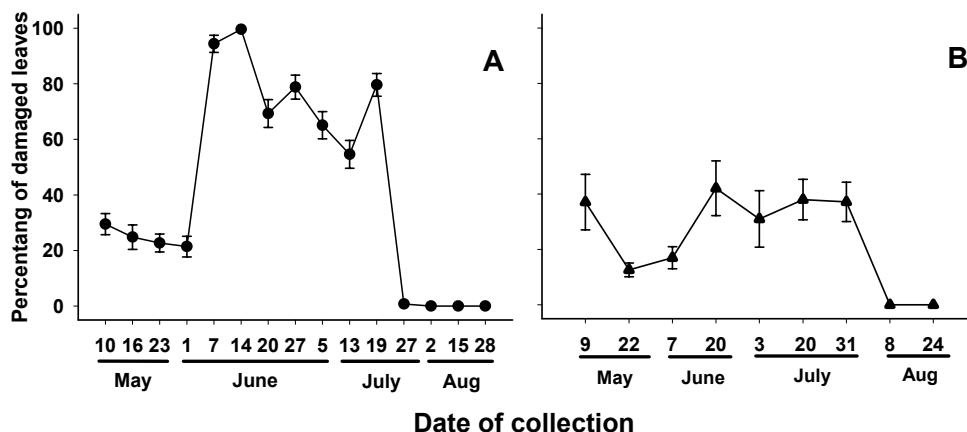 Percentang of damaged leaves
100
80
60
40
20
0
A
B
10 16 23 1 7 14 20 27 5 13 19 27 2 15 28
May June July Aug
9 22 7 20 3 20 31 8 24
May June July Aug
Date of collection